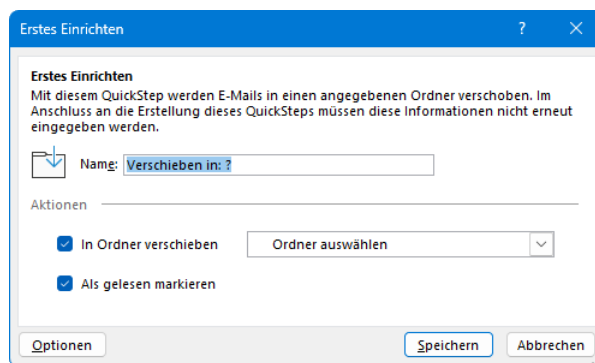 Erstes Einrichten
?
Erstes Einrichten
Mit diesem QuickStep werden E-Mails in einen angegebenen Ordner verschoben. Im
Anschluss an die Erstellung dieses QuickSteps müssen diese Informationen nicht erneut
eingegeben werden.
Name: Verschieben in: ?
Aktionen
In Ordner verschieben Ordner auswählen
Als gelesen markieren
Optionen Speichern Abbrechen